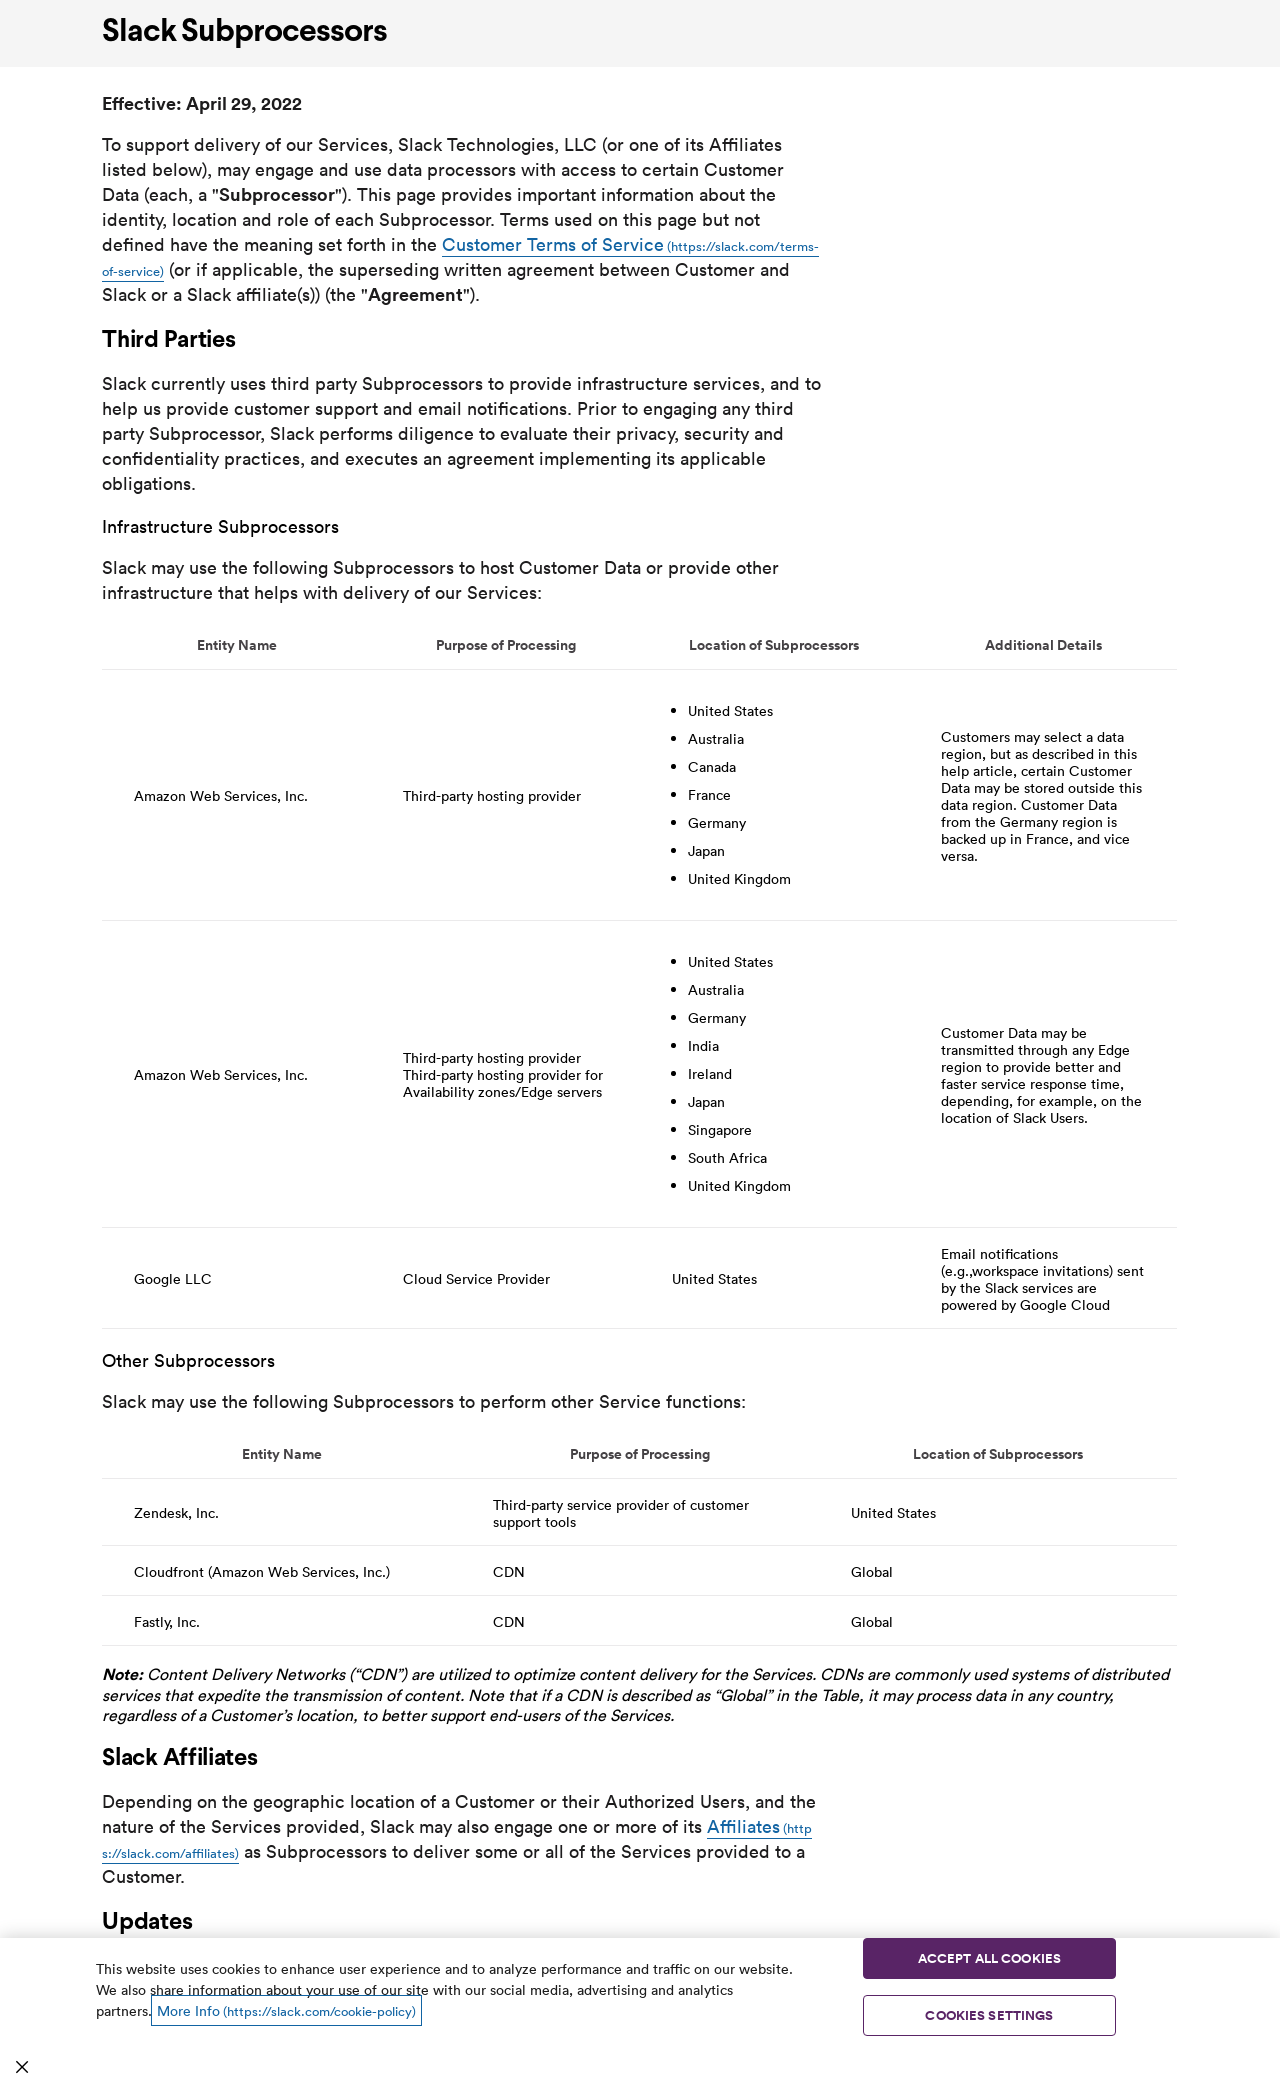 Slack Subprocessors
Effective: April 29, 2022
To support delivery of our Services, Slack Technologies, LLC (or one of its Affiliates
listed below), may engage and use data processors with access to certain Customer
Data (each, a "Subprocessor"). This page provides important information about the
identity, location and role of each Subprocessor. Terms used on this page but not
defined have the meaning set forth in the Customer Terms of Service (https://slack.com/terms-
of-service) (or if applicable, the superseding written agreement between Customer and
Slack or a Slack affiliate(s)) (the "Agreement").
Third Parties
Slack currently uses third party Subprocessors to provide infrastructure services, and to
help us provide customer support and email notifications. Prior to engaging any third
party Subprocessor, Slack performs diligence to evaluate their privacy, security and
confidentiality practices, and executes an agreement implementing its applicable
obligations.
Infrastructure Subprocessors
Slack may use the following Subprocessors to host Customer Data or provide other
infrastructure that helps with delivery of our Services:
Entity Name Purpose of Processing Location of Subprocessors Additional Details
Amazon Web Services, Inc.
Third-party hosting provider
• United States
• Australia
• Canada
• France
• Germany
• Japan
• United Kingdom
Customers may select a data
region, but as described in this
help article, certain Customer
Data may be stored outside this
data region. Customer Data
from the Germany region is
backed up in France, and vice
versa.
Amazon Web Services, Inc.
Third-party hosting provider
Third-party hosting provider for
Availability zones/Edge servers
• United States
• Australia
• Germany
• India
• Ireland
• Japan
• Singapore
• South Africa
• United Kingdom
Customer Data may be
transmitted through any Edge
region to provide better and
faster service response time,
depending, for example, on the
location of Slack Users.
Google LLC
Cloud Service Provider
United States
Email notifications
(e.g.,workspace invitations) sent
by the Slack services are
powered by Google Cloud
Other Subprocessors
Slack may use the following Subprocessors to perform other Service functions:
Entity Name Purpose of Processing Location of Subprocessors
Zendesk, Inc.
Third-party service provider of customer
support tools
United States
Cloudfront (Amazon Web Services, Inc.) CDN Global
Fastly, Inc. CDN Global
Note: Content Delivery Networks (“CDN”) are utilized to optimize content delivery for the Services. CDNs are commonly used systems of distributed
services that expedite the transmission of content. Note that if a CDN is described as “Global” in the Table, it may process data in any country,
regardless of a Customer’s location, to better support end-users of the Services.
Slack Affiliates
Depending on the geographic location of a Customer or their Authorized Users, and the
nature of the Services provided, Slack may also engage one or more of its Affiliates (http
s://slack.com/affiliates) as Subprocessors to deliver some or all of the Services provided to a
Customer.
Updates
This website uses cookies to enhance user experience and to analyze performance and traffic on our website.
We also share information about your use of our site with our social media, advertising and analytics
partners. More Info (https://slack.com/cookie-policy)
ACCEPT ALL COOKIES
COOKIES SETTINGS